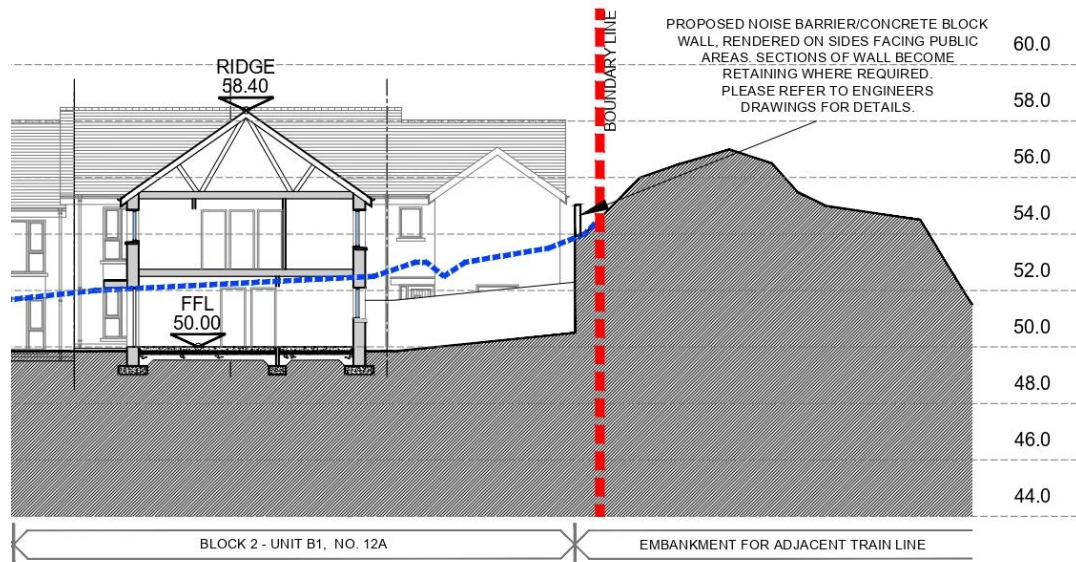 PROPOSED NOISE BARRIER/CONCRETE BLOCK
WALL, RENDERED ON SIDES FACING PUBLIC
AREAS. SECTIONS OF WALL BECOME
RETAINING WHERE REQUIRED.
PLEASE REFER TO ENGINEERS
DRAWINGS FOR DETAILS.
BOUNDARY LINE
RIDGE
58.40
FFL
50.00
60.0
58.0
56.0
54.0
52.0
50.0
48.0
46.0
44.0
BLOCK 2 - UNIT B1, NO. 12A
EMBANKMENT FOR ADJACENT TRAIN LINE